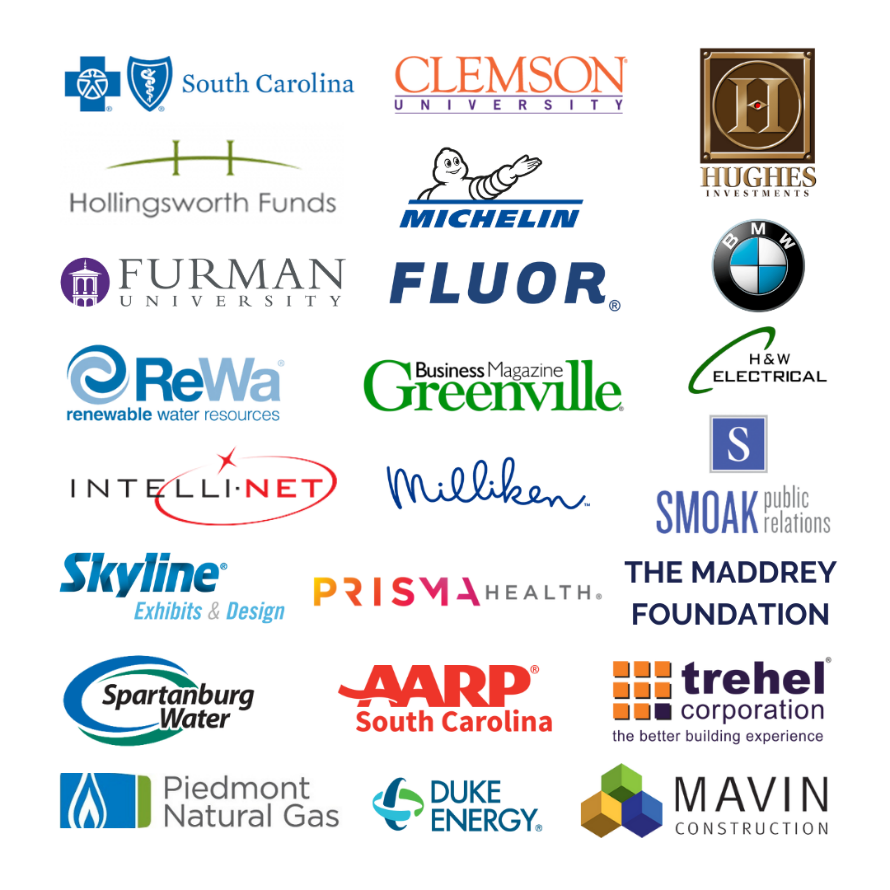 South Carolina
CLEMSON®
UNIVERSITY
H
HUGHES
INVESTMENTS
Hollingsworth Funds
MICHELIN
BMW
FURMAN
UNIVERSITY
FLUOR®
H&W
ELECTRICAL
ReWa®
renewable water resources
Business Magazine
Greenville®
S
SMOAK public
relations
INTELLI·NET
Milliken™
Skyline®
Exhibits & Design
PRISMA HEALTH®
THE MADDREY
FOUNDATION
Spartanburg
Water
AARP®
South Carolina
trehel®
corporation
the better building experience
Piedmont
Natural Gas
DUKE
ENERGY®
MAVIN
CONSTRUCTION